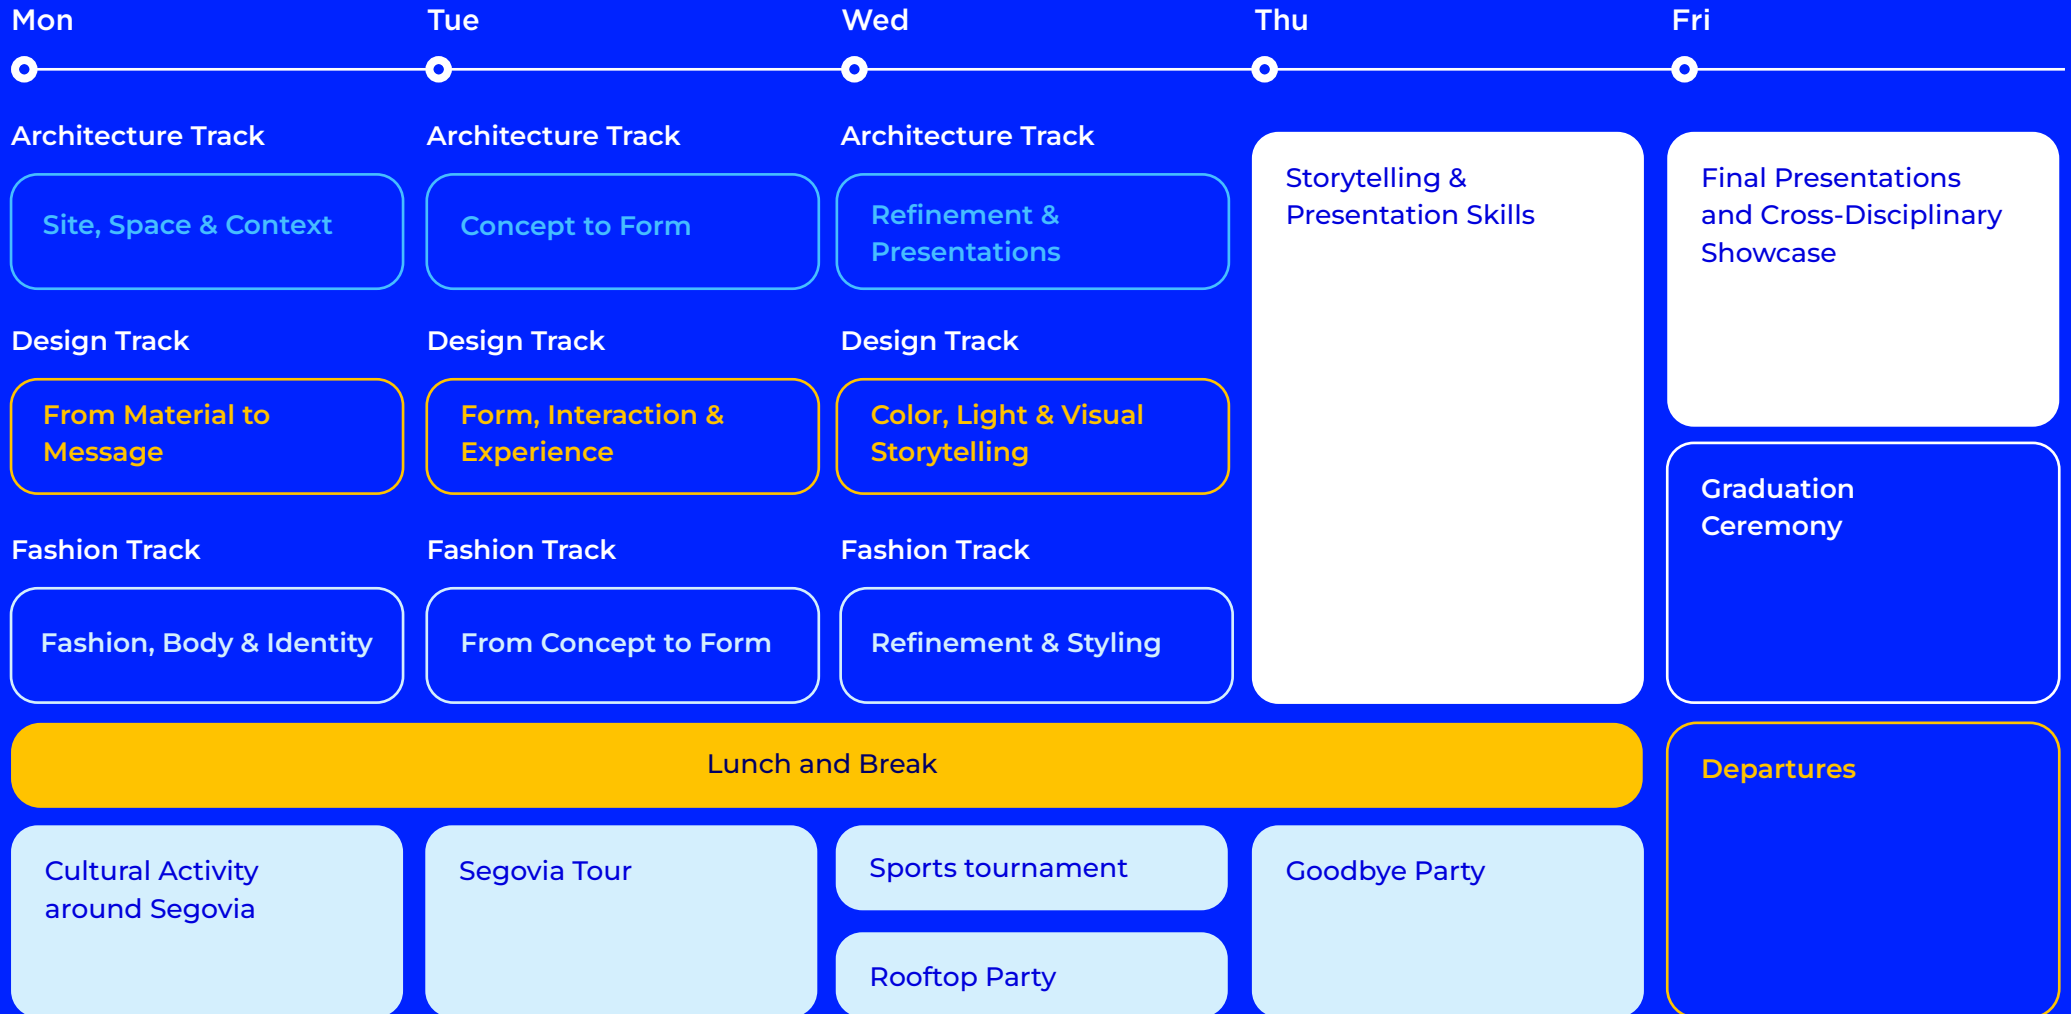 Mon
Tue
Wed
Thu
Fri
Architecture Track
Architecture Track
Architecture Track
Site, Space & Context
Concept to Form
Refinement &
Presentations
Storytelling &
Presentation Skills
Final Presentations
and Cross-Disciplinary
Showcase
Design Track
Design Track
Design Track
From Material to
Message
Form, Interaction &
Experience
Color, Light & Visual
Storytelling
Graduation
Ceremony
Fashion Track
Fashion Track
Fashion Track
Fashion, Body & Identity
From Concept to Form
Refinement & Styling
Lunch and Break
Departures
Cultural Activity
around Segovia
Segovia Tour
Sports tournament
Rooftop Party
Goodbye Party